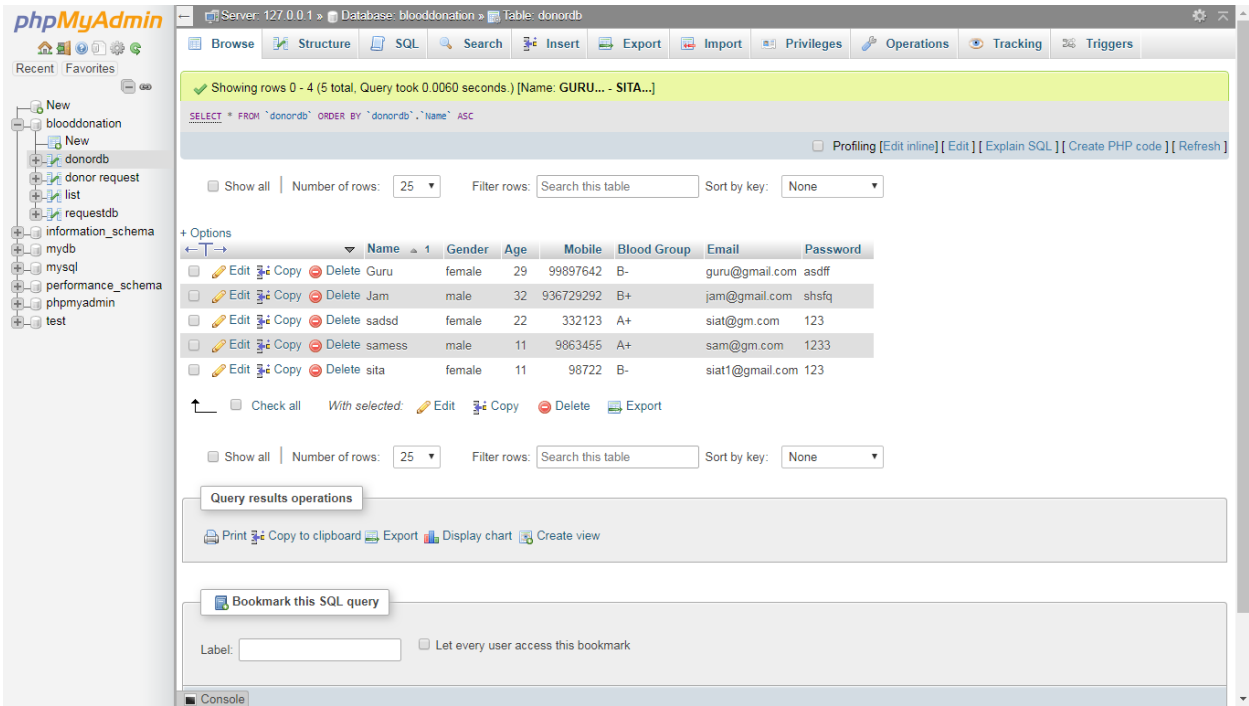 phpMyAdmin
Recent Favorites
New
blooddonation
New
donordb
donor request
list
requestdb
information_schema
mydb
mysql
performance_schema
phpmyadmin
test
Server: 127.0.0.1 » Database: blooddonation » Table: donordb
Browse Structure SQL Search Insert Export Import Privileges Operations Tracking Triggers
Showing rows 0 - 4 (5 total, Query took 0.0060 seconds.) [Name: GURU... - SITA...]
SELECT * FROM `donordb` ORDER BY `donordb`.`Name` ASC
Profiling [Edit inline] [ Edit ] [ Explain SQL ] [ Create PHP code ] [ Refresh ]
Show all Number of rows: 25 Filter rows: Search this table Sort by key: None
+ Options
←T→ Name 1 Gender Age Mobile Blood Group Email Password
Edit Copy Delete Guru female 29 99897642 B- guru@gmail.com asdff
Edit Copy Delete Jam male 32 936729292 B+ jam@gmail.com shsfq
Edit Copy Delete sadsd female 22 332123 A+ siat@gm.com 123
Edit Copy Delete samess male 11 9863455 A+ sam@gm.com 1233
Edit Copy Delete sita female 11 98722 B- siat1@gmail.com 123
Check all With selected: Edit Copy Delete Export
Show all Number of rows: 25 Filter rows: Search this table Sort by key: None
Query results operations
Print Copy to clipboard Export Display chart Create view
Bookmark this SQL query
Label: Let every user access this bookmark
Console